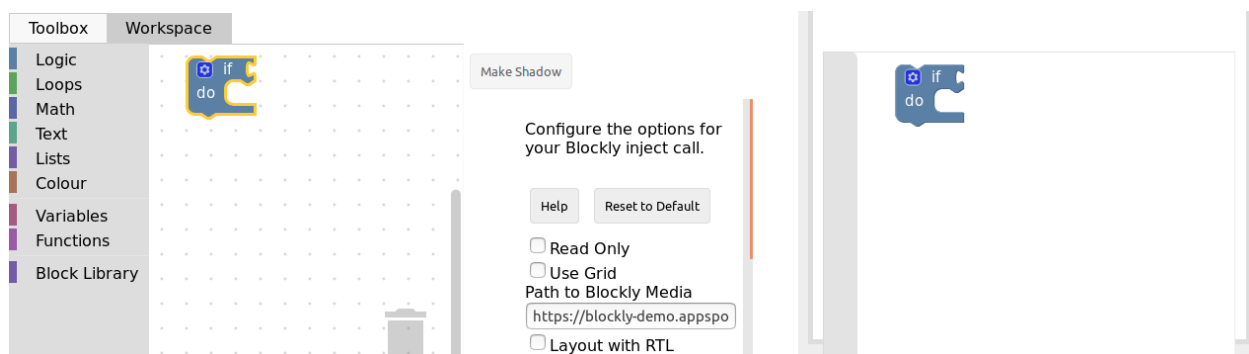 Toolbox
Workspace
Logic
Loops
Math
Text
Lists
Colour
Variables
Functions
Block Library
if
do
Make Shadow
Configure the options for
your Blockly inject call.
Help
Reset to Default
Read Only
Use Grid
Path to Blockly Media
https://blockly-demo.appspo
Layout with RTL
if
do